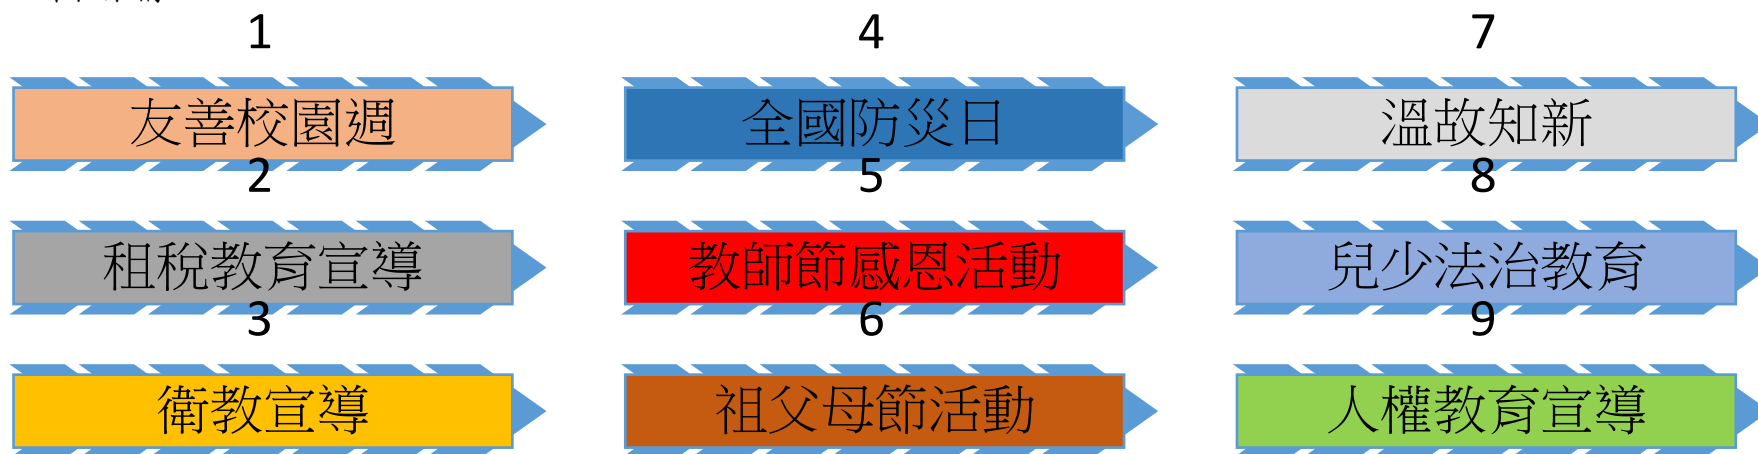 1
友善校園週
2
租稅教育宣導
3
衛教宣導
4
全國防災日
5
教師節感恩活動
6
祖父母節活動
7
溫故知新
8
兒少法治教育
9
人權教育宣導